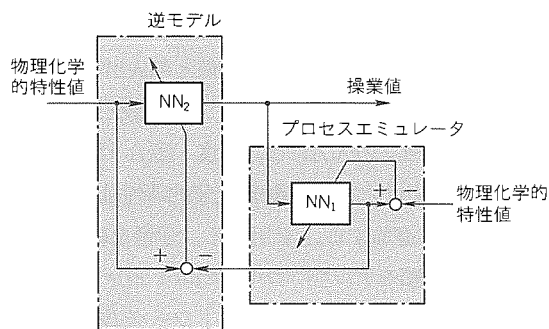 逆モデル
物理化学
的特性値
NN₂
操業値
プロセスエミュレータ
NN₁
+
−
物理化学的
特性値
+
−